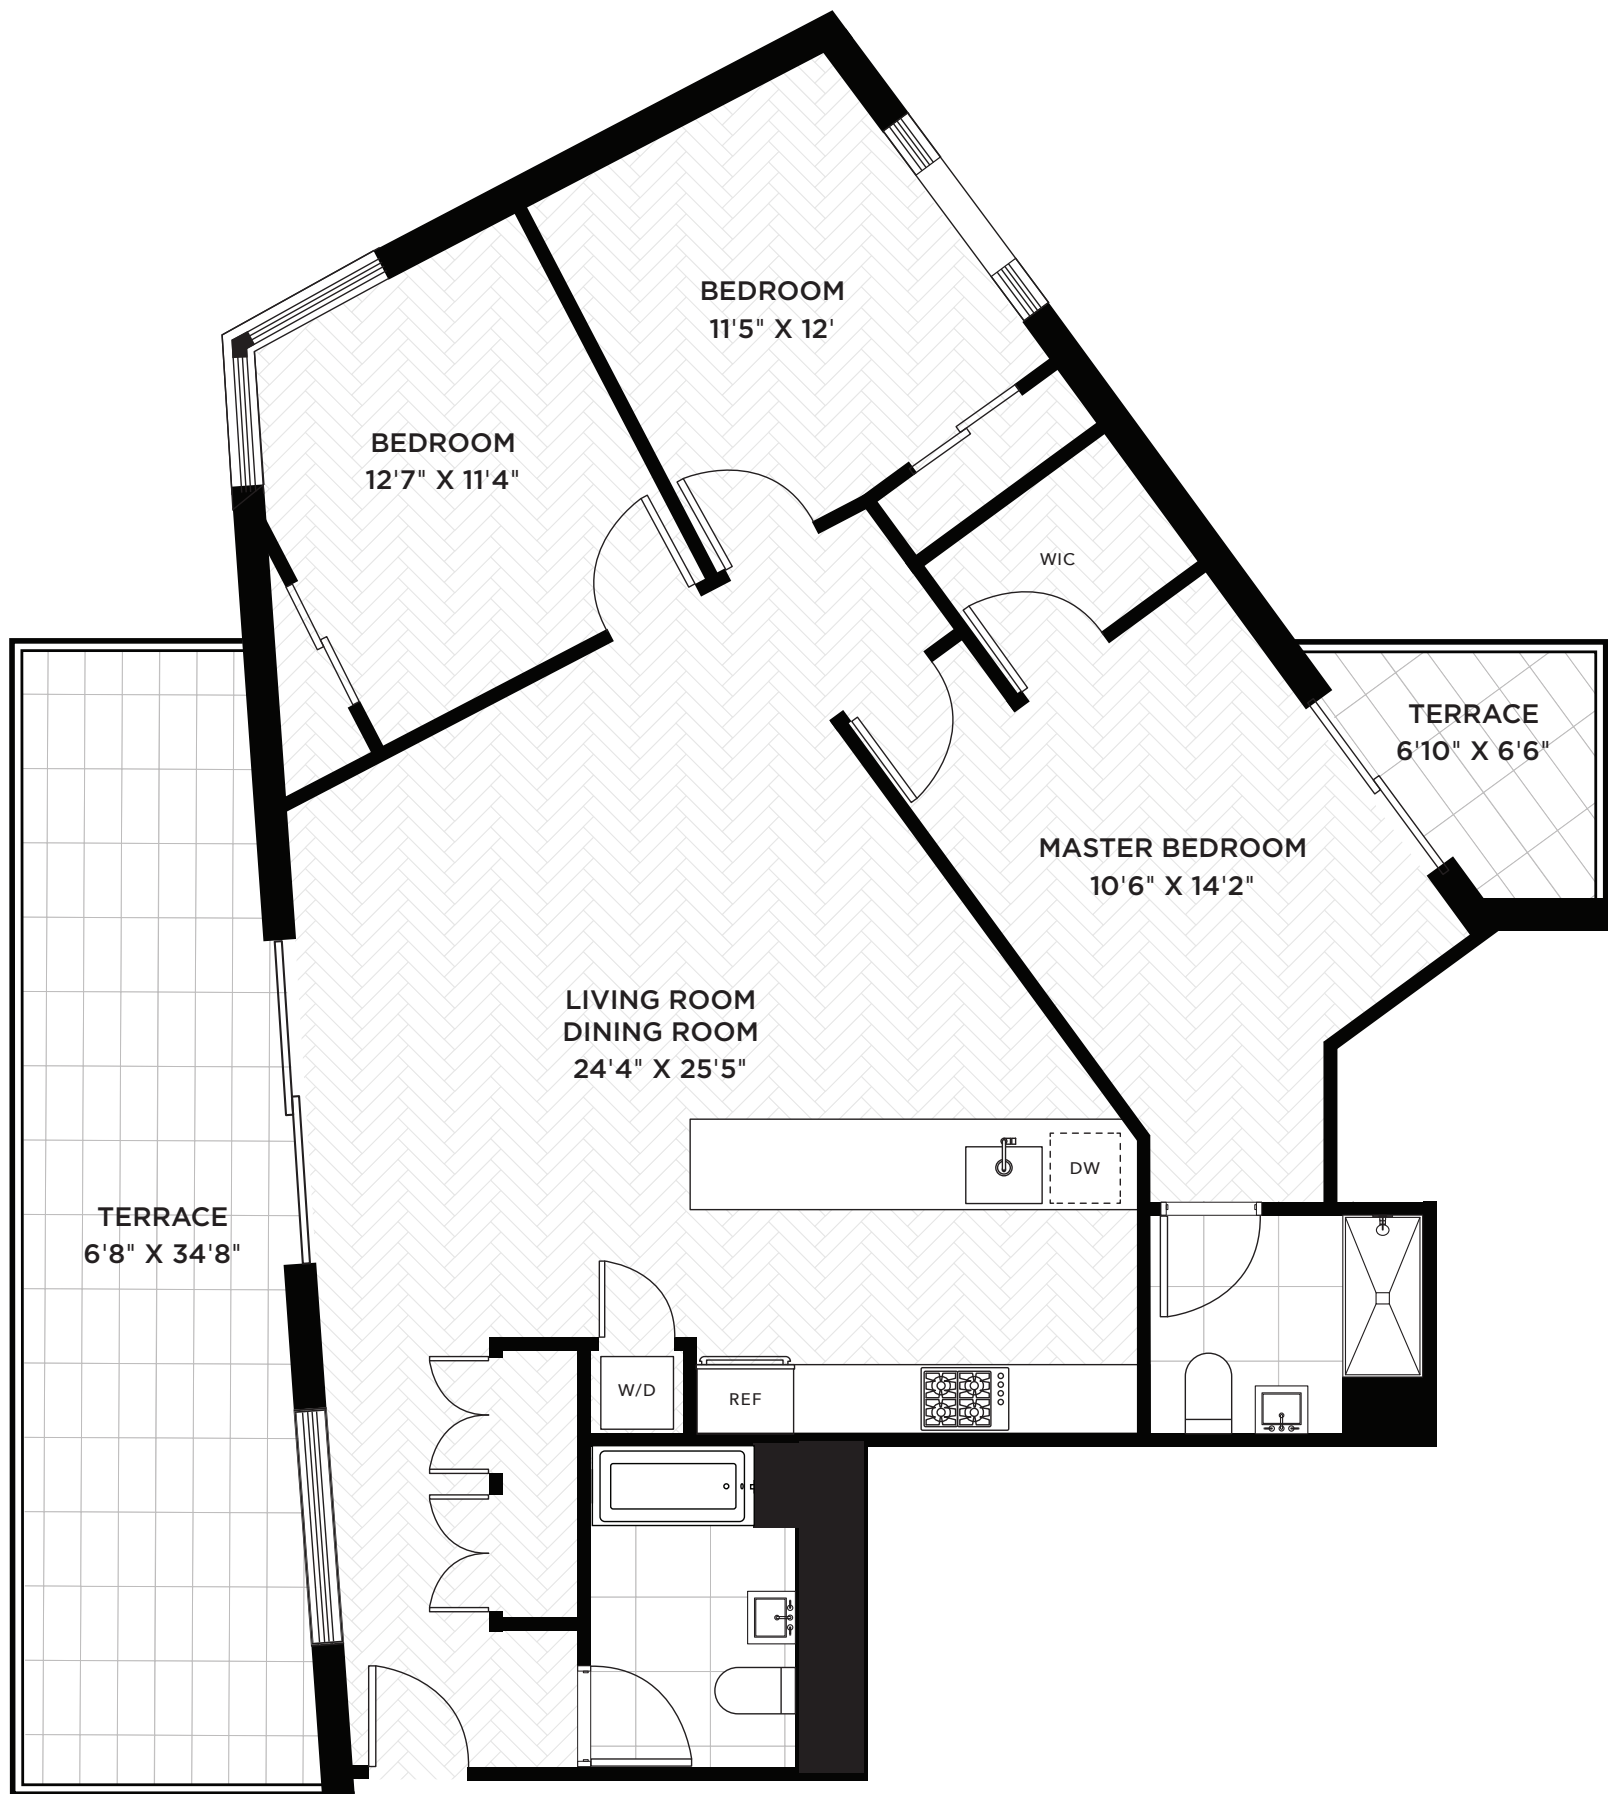 BEDROOM
11'5" X 12'
BEDROOM
12'7" X 11'4"
WIC
TERRACE
6'10" X 6'6"
MASTER BEDROOM
10'6" X 14'2"
LIVING ROOM
DINING ROOM
24'4" X 25'5"
DW
TERRACE
6'8" X 34'8"
W/D
REF